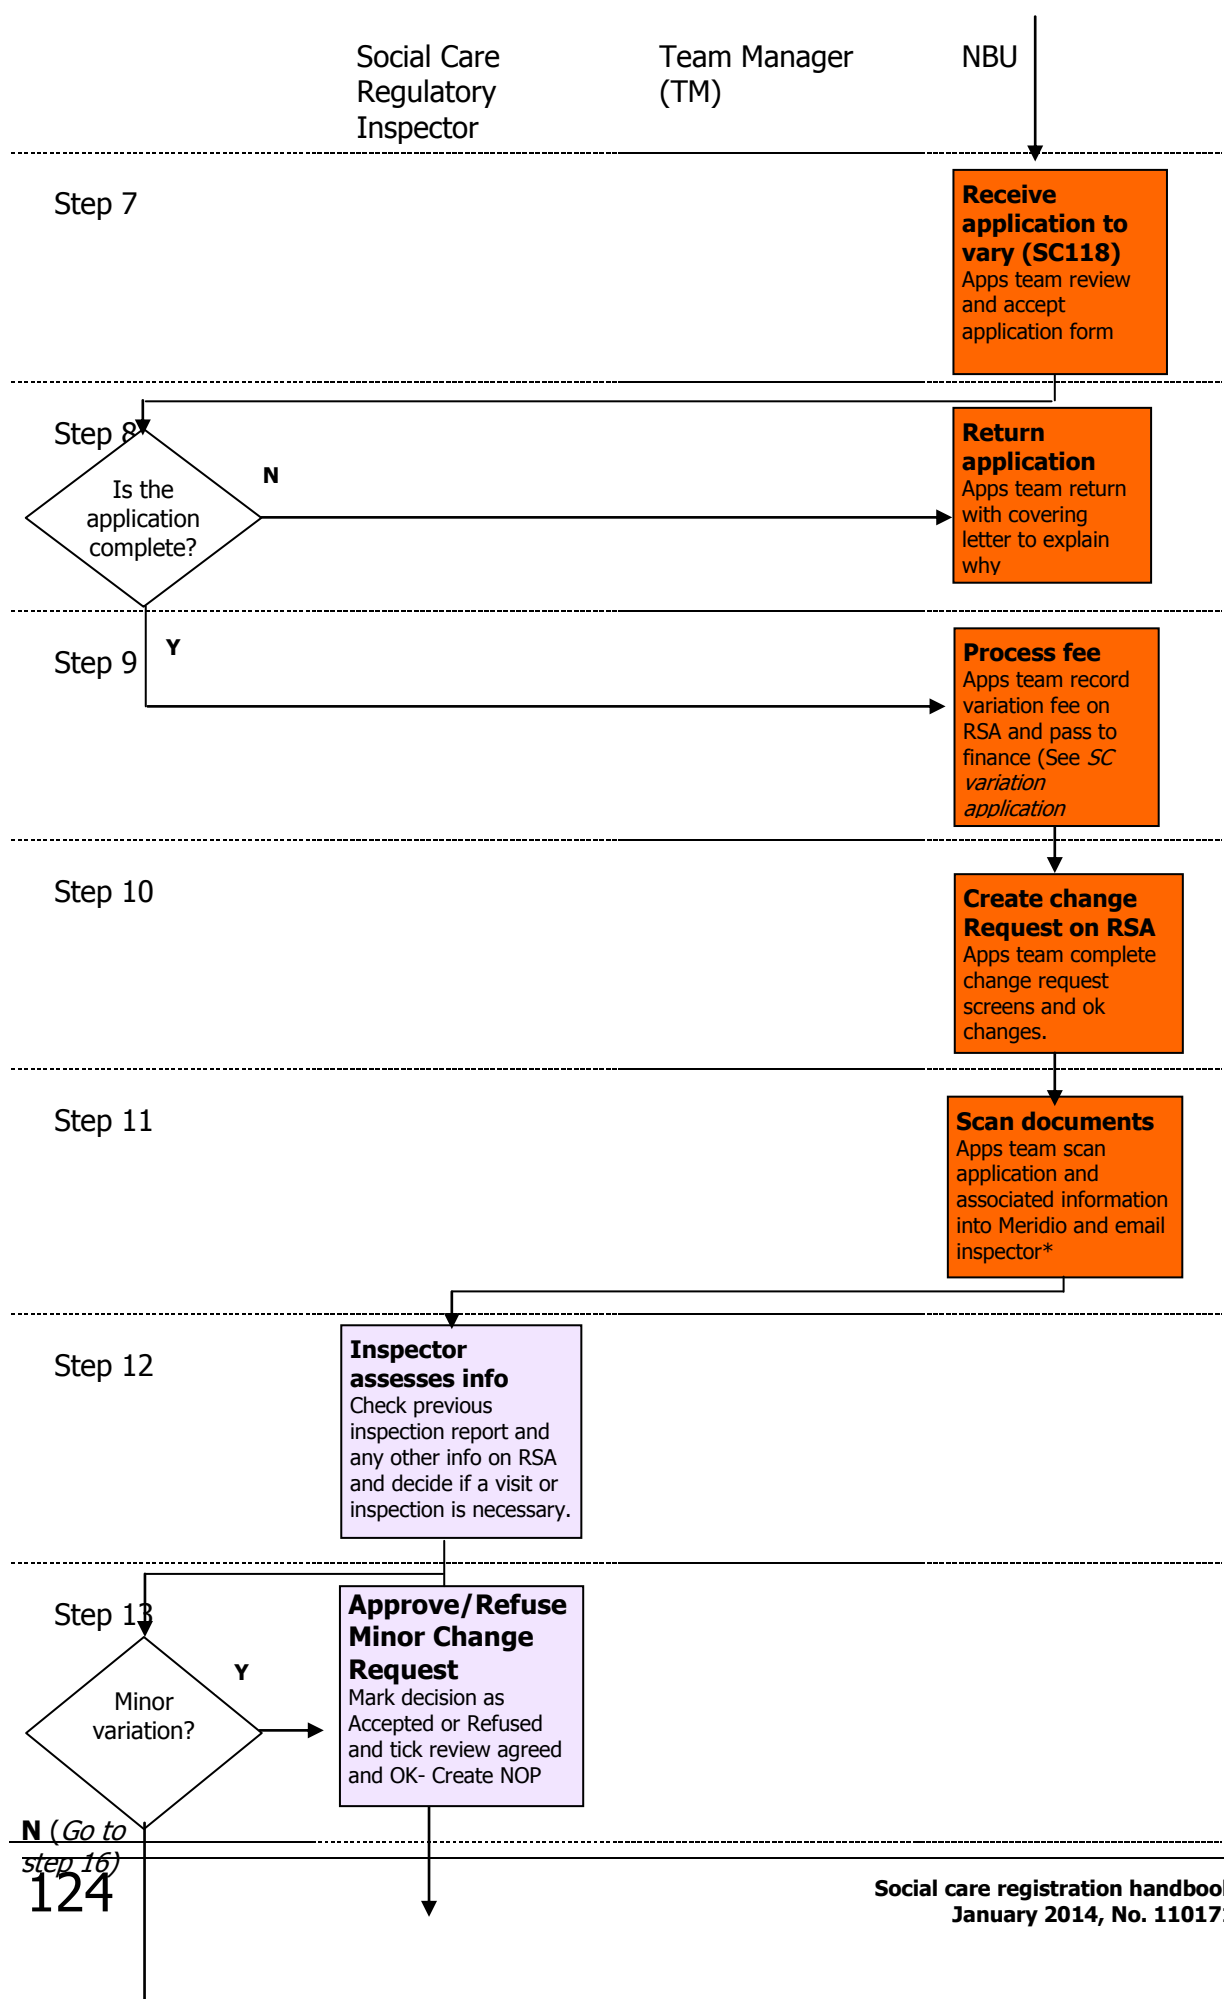 Social Care
Regulatory
Inspector
Team Manager
(TM)
NBU
Step 7
Receive
application to
vary (SC118)
Apps team review
and accept
application form
Step 8
Is the
application
complete?
N
Return
application
Apps team return
with covering
letter to explain
why
Y
Step 9
Process fee
Apps team record
variation fee on
RSA and pass to
finance (See SC
variation
application
Step 10
Create change
Request on RSA
Apps team complete
change request
screens and ok
changes.
Step 11
Scan documents
Apps team scan
application and
associated information
into Meridio and email
inspector*
Step 12
Inspector
assesses info
Check previous
inspection report and
any other info on RSA
and decide if a visit or
inspection is necessary.
Step 13
Minor
variation?
Y
Approve/Refuse
Minor Change
Request
Mark decision as
Accepted or Refused
and tick review agreed
and OK- Create NOP
N (Go to
step 16)
124
Social care registration handbook
January 2014, No. 11017